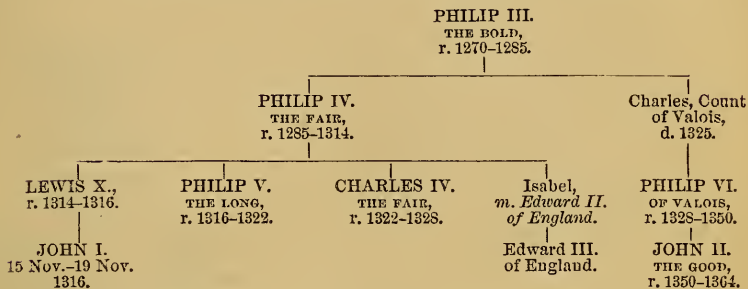 PHILIP III.
THE BOLD,
r. 1270–1285.
PHILIP IV.
THE FAIR,
r. 1285–1314.
Charles, Count
of Valois,
d. 1325.
LEWIS X.,
r. 1314–1316.
PHILIP V.
THE LONG,
r. 1316–1322.
CHARLES IV.
THE FAIR,
r. 1322–1328.
Isabel,
m. Edward II.
of England.
PHILIP VI.
OF VALOIS,
r. 1328–1350.
JOHN I.
15 Nov.–19 Nov.
1316.
Edward III.
of England.
JOHN II.
THE GOOD,
r. 1350–1364.